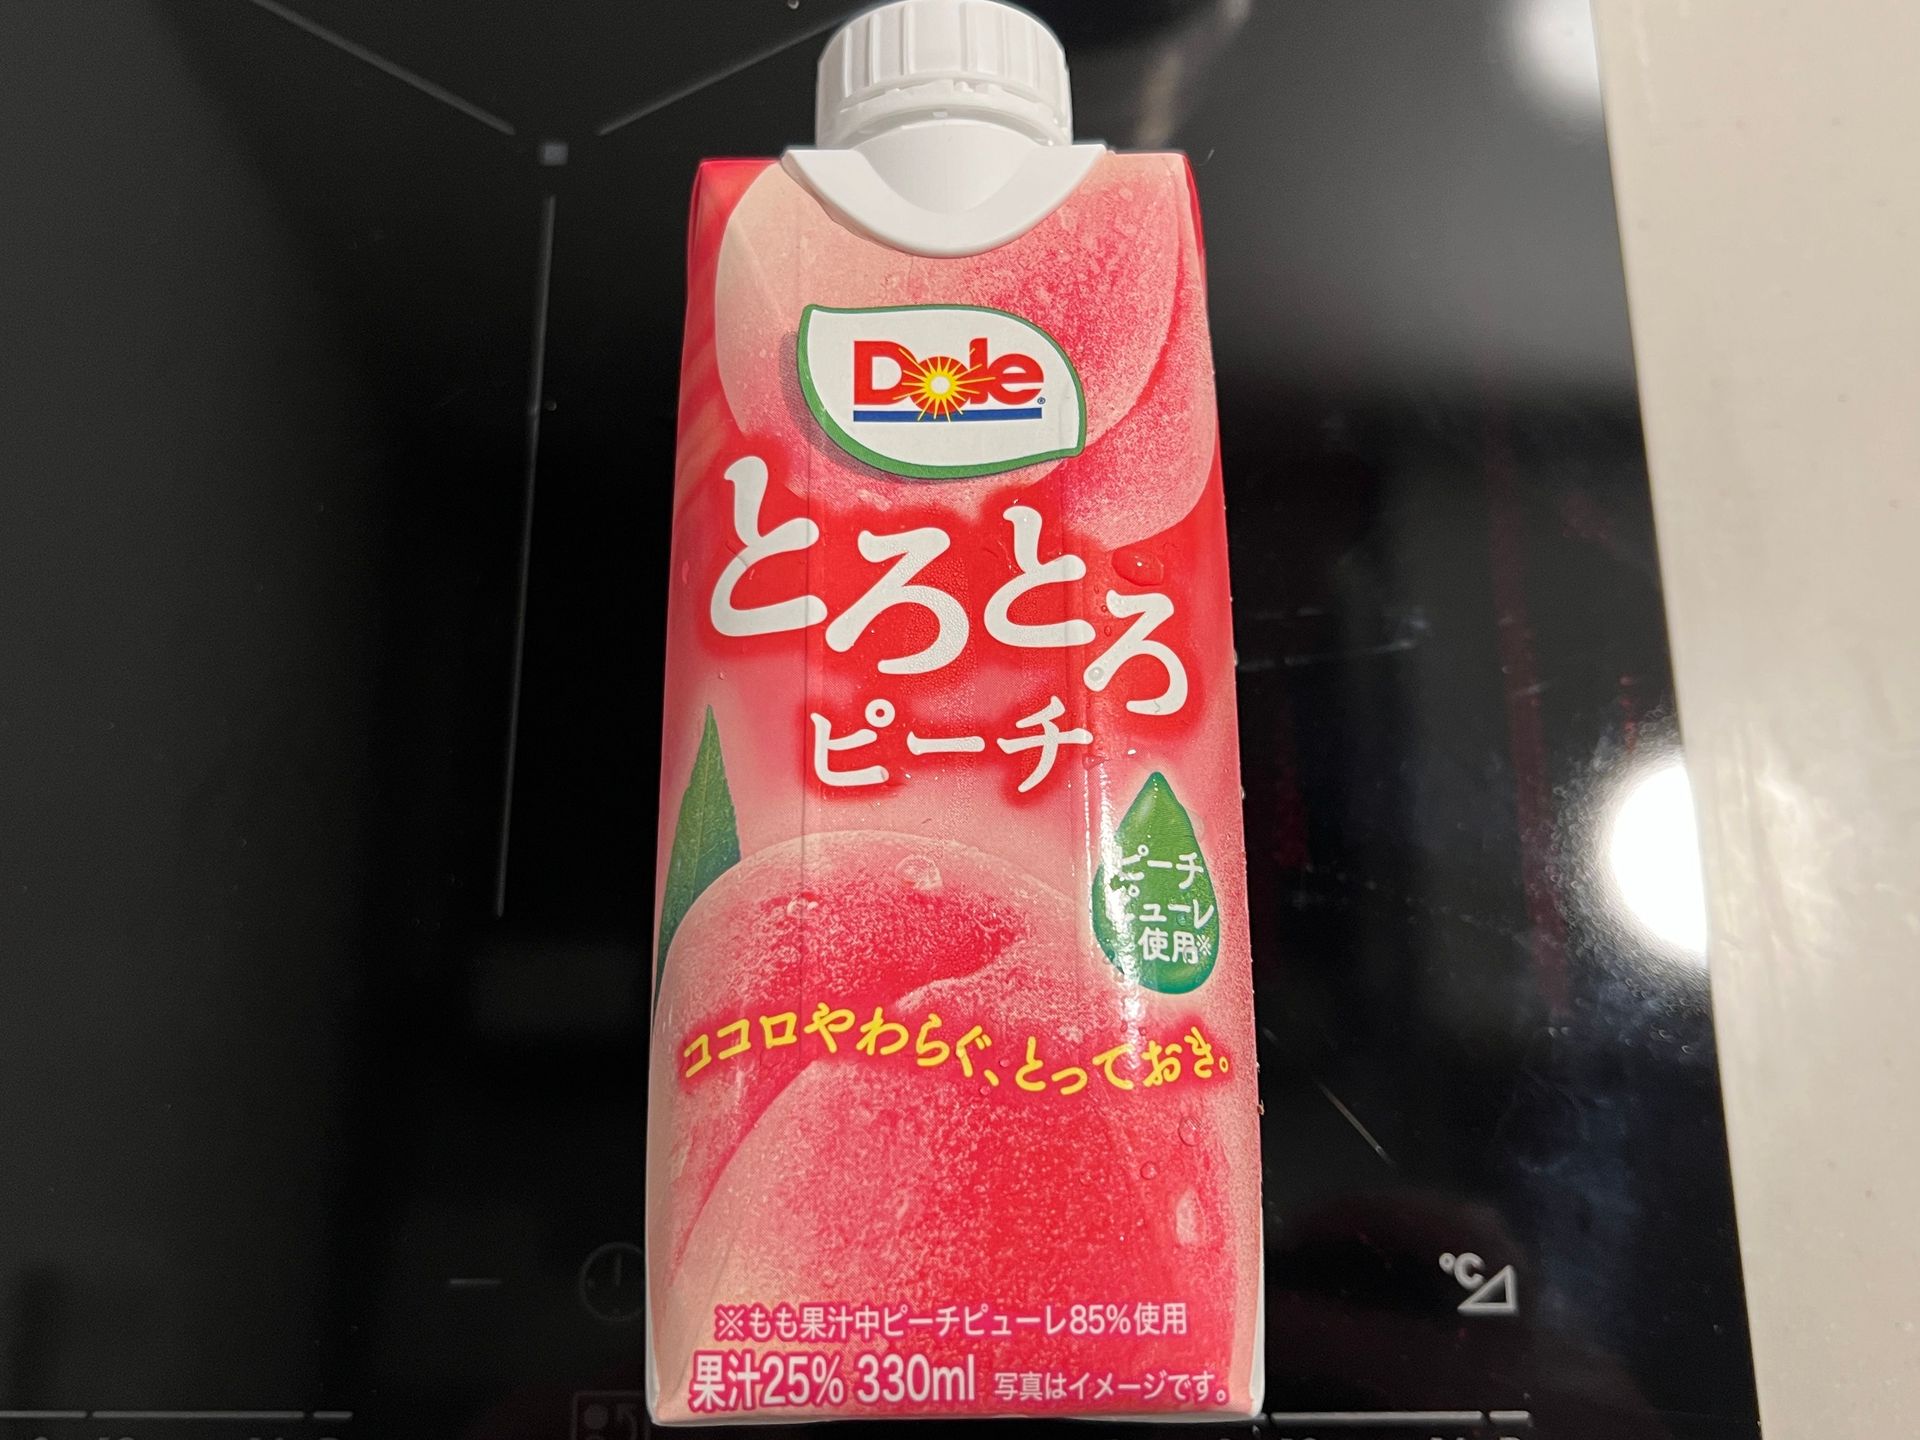 Dole
とろとろ
ピーチ
ピーチ
ピューレ
使用※
ココロやわらぐ、とっておき。
※もも果汁中ピーチピューレ85%使用
果汁25% 330ml 写真はイメージです。
°C